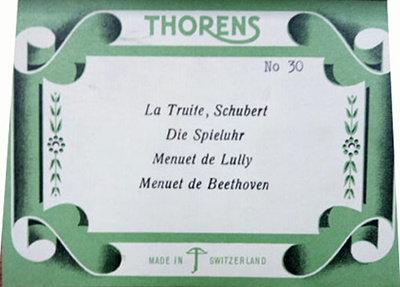 THORENS
No 30
La Truite, Schubert
Die Spieluhr
Menuet de Lully
Menuet de Beethoven
MADE IN SWITZERLAND